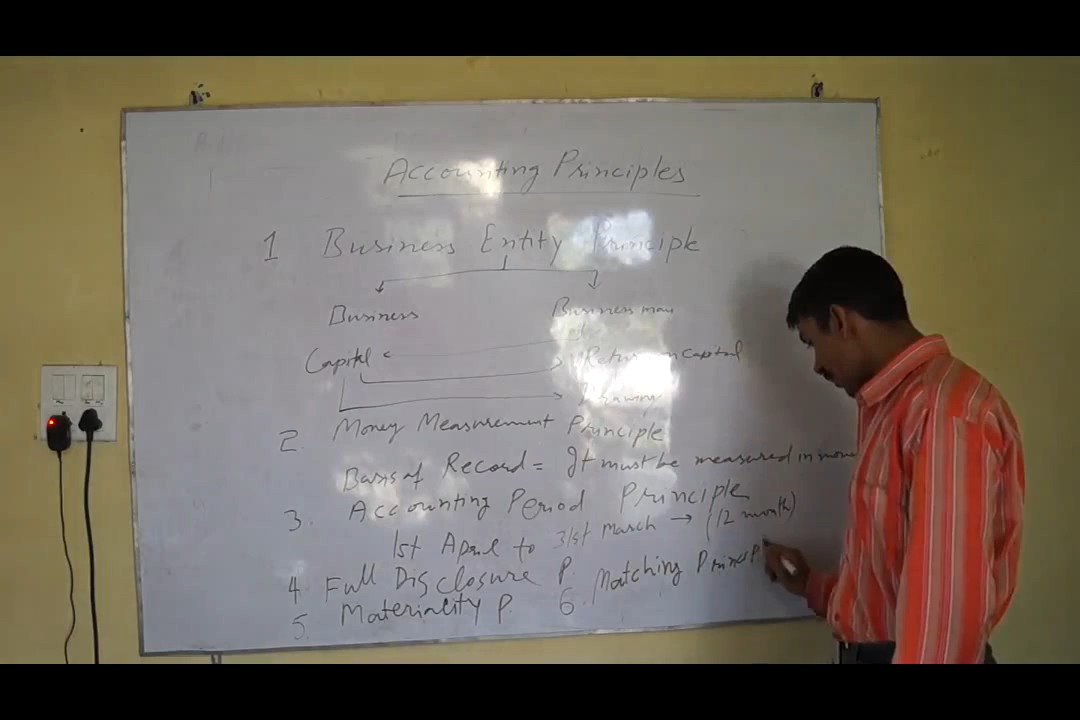 Accounting Principles
1 Business Entity Principle
Business Business man
Capital Return on Capital
Drawing
2 Money Measurement Principle
Basis of Record = It must be measured in mone
3. Accounting Period Principle
1st April to 31st March → (12 month)
4. Full Disclosure P.
5. Materiality P. 6. Matching Princip